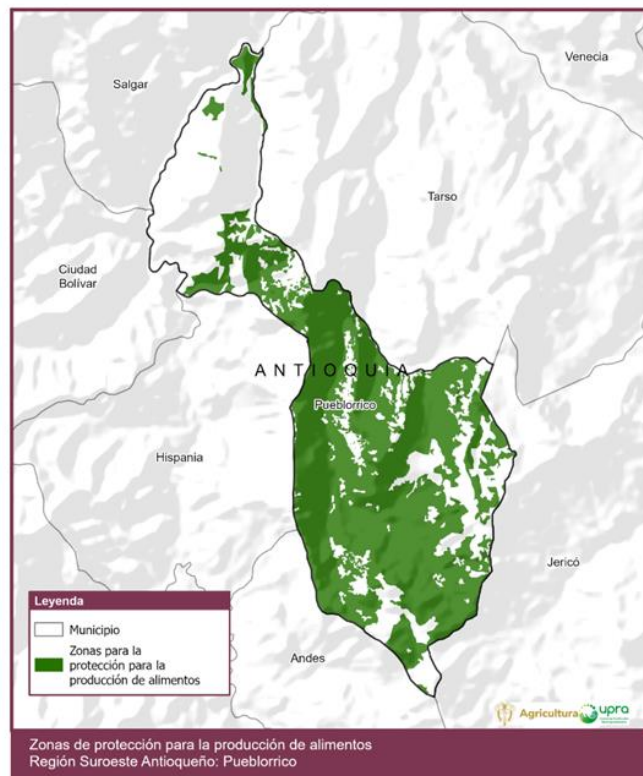 Venecia
Salgar
Tarso
Ciudad
Bolívar
ANTIOQUIA
Pueblorrico
Hispania
Jericó
Andes
Leyenda
Municipio
Zonas para la
protección para la
producción de alimentos
Agricultura upra
Zonas de protección para la producción de alimentos
Región Suroeste Antioqueño: Pueblorrico